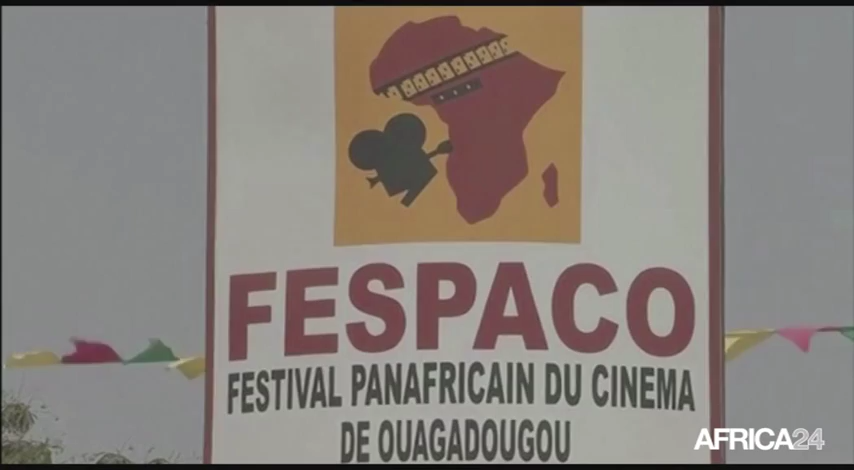 FESPACO
FESTIVAL PANAFRICAIN DU CINEMA
DE OUAGADOUGOU
AFRICA24